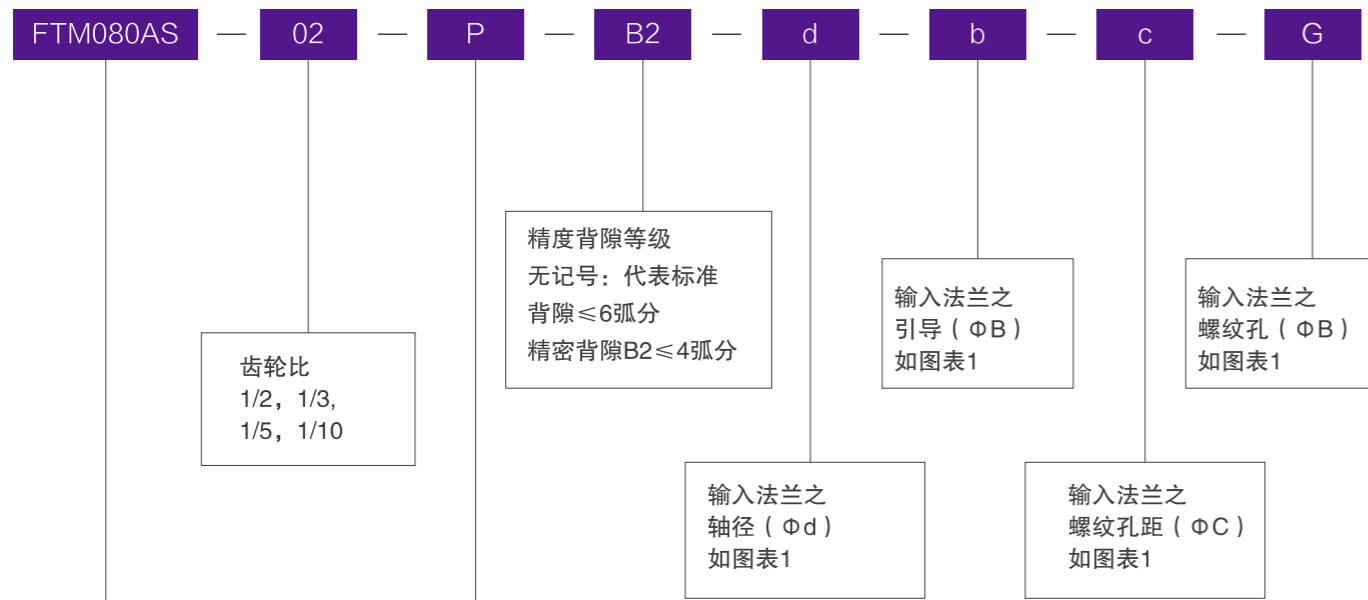 FTM080AS — 02 — P — B2 — d — b — c — G
精度背隙等级
无记号：代表标准
背隙≤6弧分
精密背隙B2≤4弧分
输入法兰之
引导（ΦB）
如图表1
输入法兰之
螺纹孔（ΦB）
如图表1
齿轮比
1/2，1/3,
1/5，1/10
输入法兰之
轴径（Φd）
如图表1
输入法兰之
螺纹孔距（ΦC）
如图表1